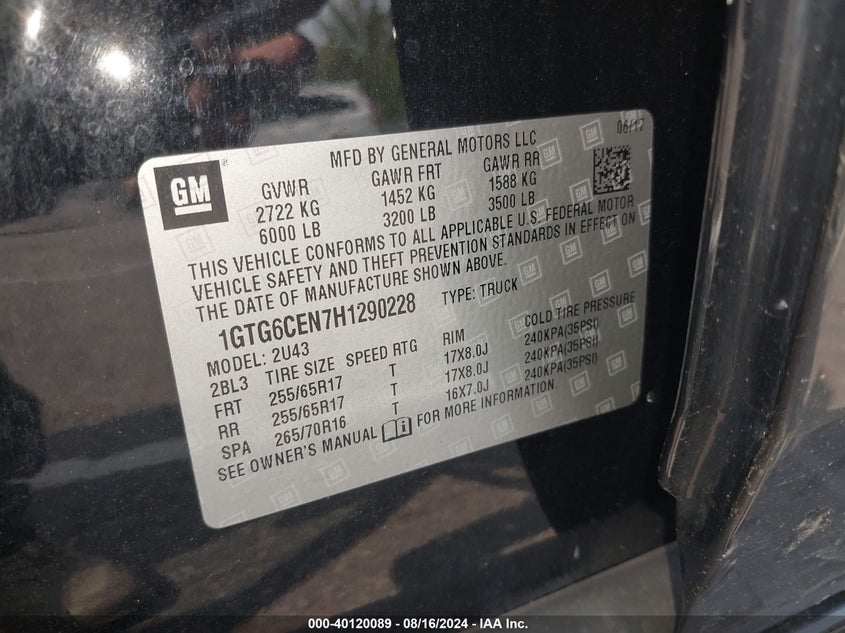 06/17
MFD BY GENERAL MOTORS LLC
GM
GVWR GAWR FRT GAWR RR
2722 KG 1452 KG 1588 KG
6000 LB 3200 LB 3500 LB
THIS VEHICLE CONFORMS TO ALL APPLICABLE U.S. FEDERAL MOTOR
VEHICLE SAFETY AND THEFT PREVENTION STANDARDS IN EFFECT ON
THE DATE OF MANUFACTURE SHOWN ABOVE.
1GTG6CEN7H1290228 TYPE: TRUCK
MODEL: 2U43
2BL3 TIRE SIZE SPEED RTG RIM COLD TIRE PRESSURE
FRT 255/65R17 T 17X8.0J 240KPA(35PSI)
RR 255/65R17 T 17X8.0J 240KPA(35PSI)
SPA 265/70R16 T 16X7.0J 240KPA(35PSI)
SEE OWNER'S MANUAL FOR MORE INFORMATION.
000-40120089 - 08/16/2024 - IAA Inc.